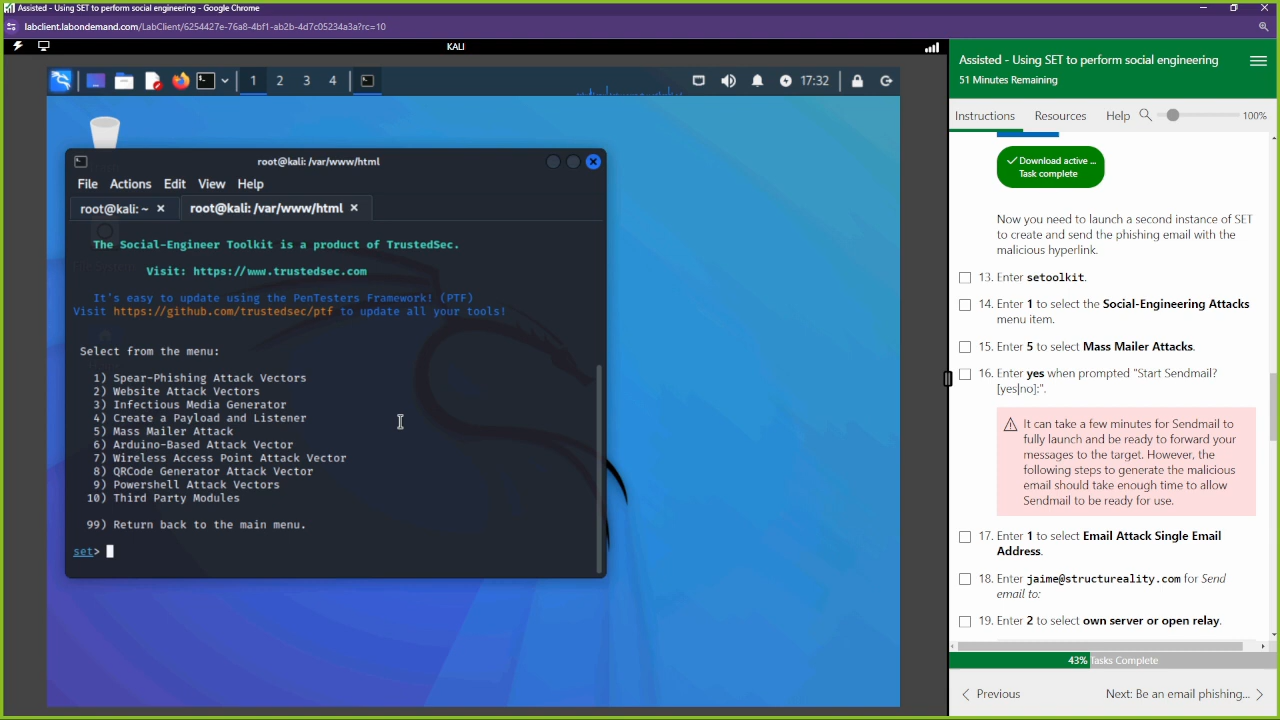 Assisted - Using SET to perform social engineering - Google Chrome
labclient.labondemand.com/LabClient/6254427e-76a8-4bf1-ab2b-4d7c05234a3a?rc=10
KALI
1 2 3 4
17:32
root@kali: /var/www/html
File Actions Edit View Help
root@kali: ~ × root@kali: /var/www/html ×
The Social-Engineer Toolkit is a product of TrustedSec.
Visit: https://www.trustedsec.com
It's easy to update using the PenTesters Framework! (PTF)
Visit https://github.com/trustedsec/ptf to update all your tools!
Select from the menu:
1) Spear-Phishing Attack Vectors
2) Website Attack Vectors
3) Infectious Media Generator
4) Create a Payload and Listener
5) Mass Mailer Attack
6) Arduino-Based Attack Vector
7) Wireless Access Point Attack Vector
8) QRCode Generator Attack Vector
9) Powershell Attack Vectors
10) Third Party Modules
99) Return back to the main menu.
set>
Assisted - Using SET to perform social engineering
51 Minutes Remaining
Instructions Resources Help 100%
Download active ...
Task complete
Now you need to launch a second instance of SET
to create and send the phishing email with the
malicious hyperlink.
13. Enter setoolkit.
14. Enter 1 to select the Social-Engineering Attacks
menu item.
15. Enter 5 to select Mass Mailer Attacks.
16. Enter yes when prompted "Start Sendmail?
[yes|no]:".
It can take a few minutes for Sendmail to
fully launch and be ready to forward your
messages to the target. However, the
following steps to generate the malicious
email should take enough time to allow
Sendmail to be ready for use.
17. Enter 1 to select Email Attack Single Email
Address.
18. Enter jaime@structureality.com for Send
email to:
19. Enter 2 to select own server or open relay.
43% Tasks Complete
Previous Next: Be an email phishing...